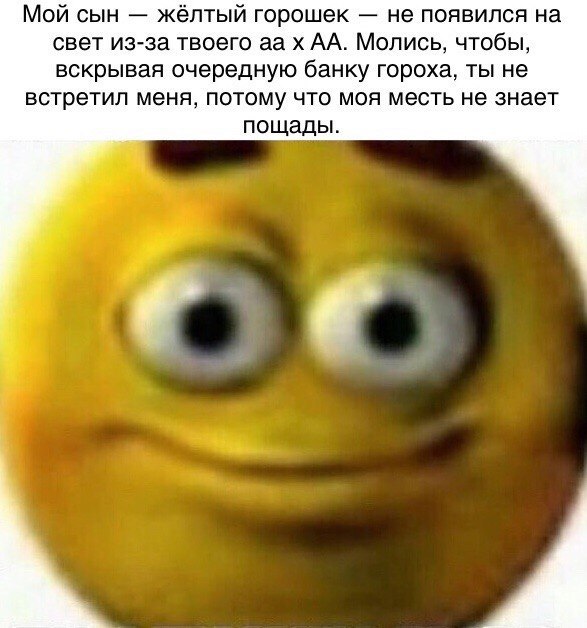 Мой сын — жёлтый горошек — не появился на
свет из-за твоего аа х АА. Молись, чтобы,
вскрывая очередную банку гороха, ты не
встретил меня, потому что моя месть не знает
пощады.